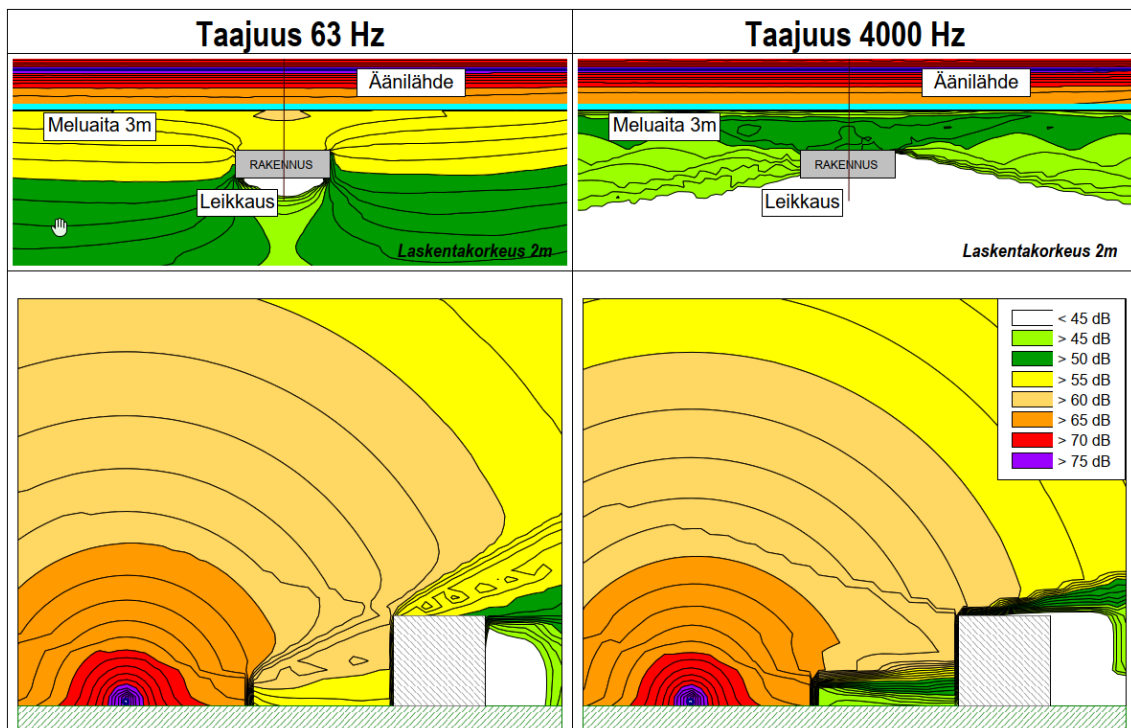 Taajuus 63 Hz
Taajuus 4000 Hz
Äänilähde
Meluaita 3m
RAKENNUS
Leikkaus
Laskentakorkeus 2m
Äänilähde
Meluaita 3m
RAKENNUS
Leikkaus
Laskentakorkeus 2m
< 45 dB
> 45 dB
> 50 dB
> 55 dB
> 60 dB
> 65 dB
> 70 dB
> 75 dB